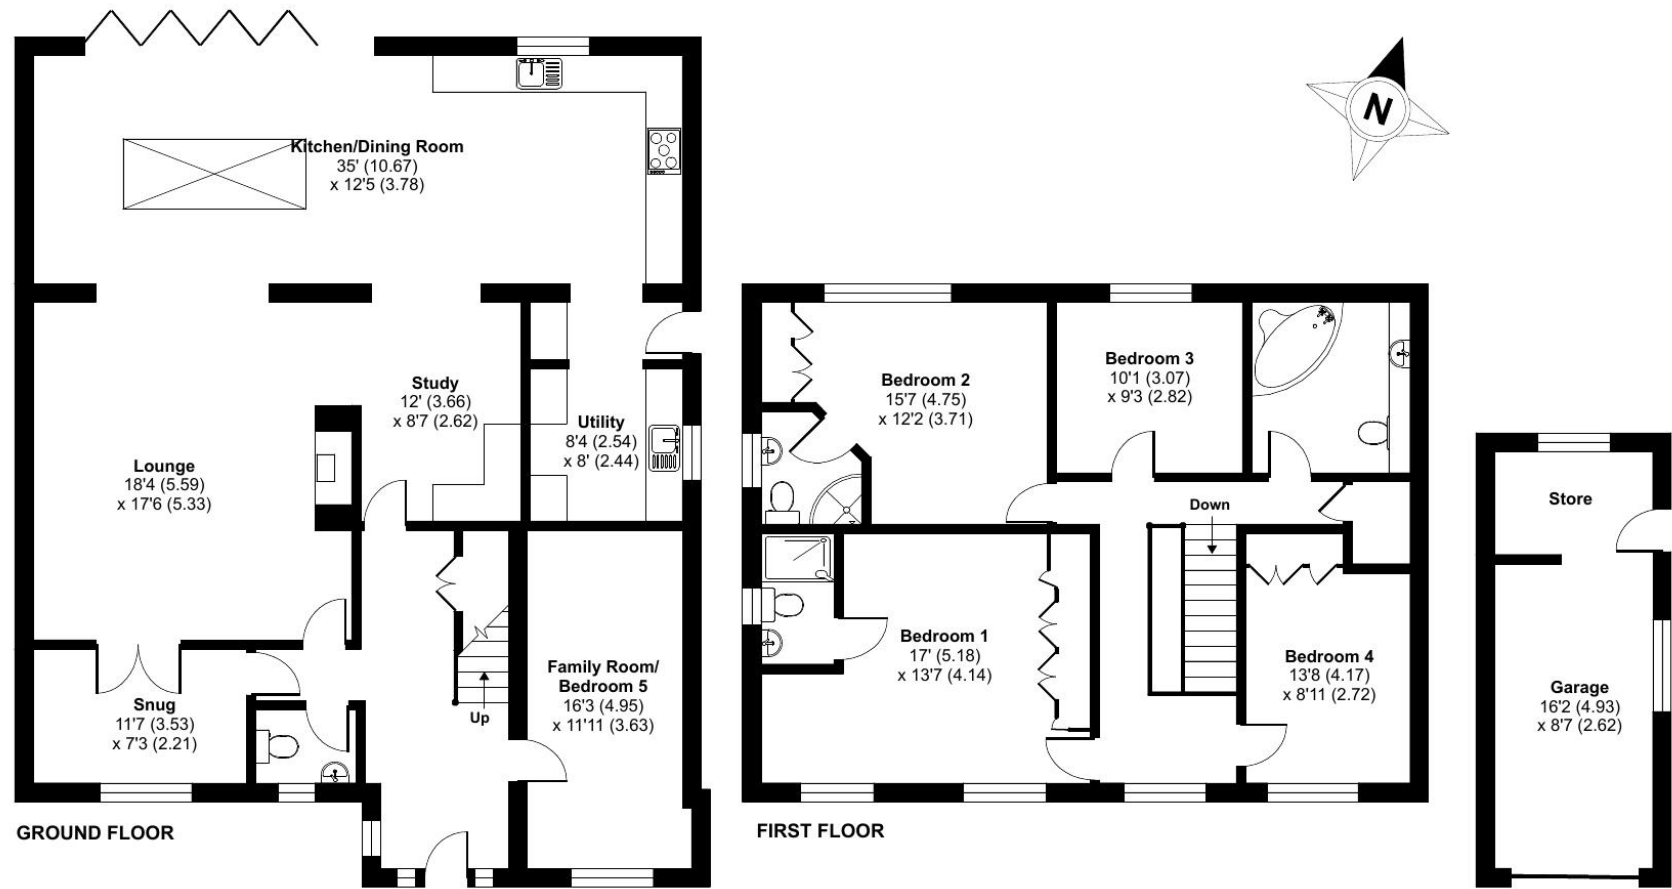 Kitchen/Dining Room
35' (10.67)
x 12'5 (3.78)
N
Study
12' (3.66)
x 8'7 (2.62)
Utility
8'4 (2.54)
x 8' (2.44)
Lounge
18'4 (5.59)
x 17'6 (5.33)
Family Room/
Bedroom 5
16'3 (4.95)
x 11'11 (3.63)
Up
Snug
11'7 (3.53)
x 7'3 (2.21)
GROUND FLOOR
Bedroom 2
15'7 (4.75)
x 12'2 (3.71)
Bedroom 3
10'1 (3.07)
x 9'3 (2.82)
Down
Bedroom 1
17' (5.18)
x 13'7 (4.14)
Bedroom 4
13'8 (4.17)
x 8'11 (2.72)
FIRST FLOOR
Store
Garage
16'2 (4.93)
x 8'7 (2.62)